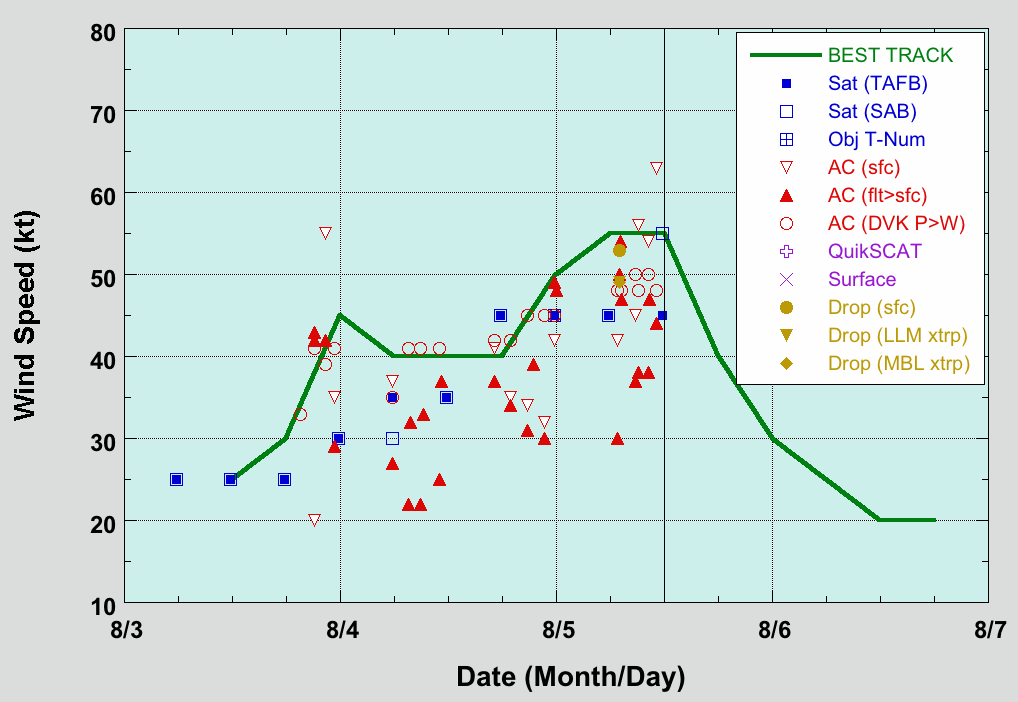 80
70
60
50
40
30
20
10
Wind Speed (kt)
8/3
8/4
8/5
8/6
8/7
Date (Month/Day)
BEST TRACK
Sat (TAFB)
Sat (SAB)
Obj T-Num
AC (sfc)
AC (flt>sfc)
AC (DVK P>W)
QuikSCAT
Surface
Drop (sfc)
Drop (LLM xtrp)
Drop (MBL xtrp)